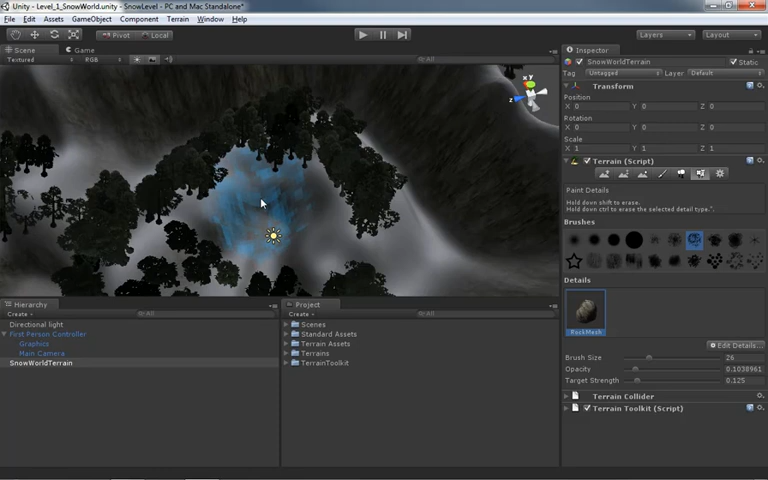 Unity - Level_1_SnowWorld.unity - SnowLevel - PC and Mac Standalone*
File Edit Assets GameObject Component Terrain Window Help
Pivot Local Layers Layout
Scene Game
Textured RGB All
x y
z
Inspector
SnowWorldTerrain Static
Tag Untagged Layer Default
Transform
Position
X 0 Y 0 Z 0
Rotation
X 0 Y 0 Z 0
Scale
X 1 Y 1 Z 1
Terrain (Script)
Paint Details
Hold down shift to erase.
Hold down ctrl to erase the selected detail type.
Brushes
Details
RockMesh
Edit Details...
Brush Size 26
Opacity 0.1038961
Target Strength 0.125
Terrain Collider
Terrain Toolkit (Script)
Hierarchy
Create All
Directional light
First Person Controller
Graphics
Main Camera
SnowWorldTerrain
Project
Create All
Scenes
Standard Assets
Terrain Assets
Terrains
TerrainToolkit